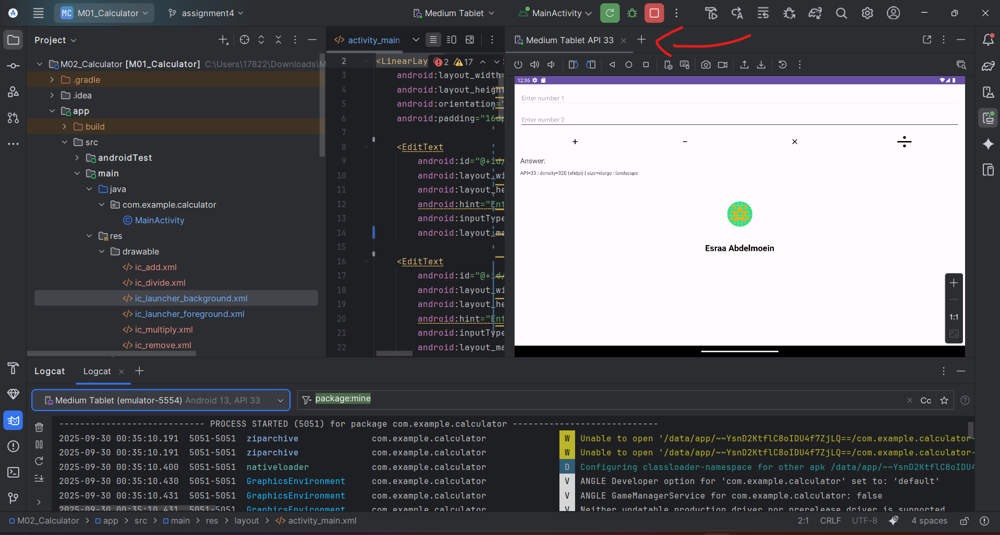 MC M01_Calculator
assignment4
Medium Tablet
MainActivity
Project
M02_Calculator [M01_Calculator] C:\Users\17822\Downloads\M
.gradle
.idea
app
build
src
androidTest
main
java
com.example.calculator
MainActivity
res
drawable
ic_add.xml
ic_divide.xml
ic_launcher_background.xml
ic_launcher_foreground.xml
ic_multiply.xml
ic_remove.xml
activity_main.
2 <LinearLay 2 17
3 android:layout_width=
4 android:layout_heigh
5 android:orientation=
6 android:padding="16dp
7
8 <EditText
9 android:id="@+id/
10 android:layout_wi
11 android:layout_he
12 android:hint="Ent
13 android:inputType
14 android:layout_ma
15
16 <EditText
17 android:id="@+id/
18 android:layout_wi
19 android:layout_he
20 android:hint="Ent
21 android:inputType
22 android:layout_ma
Medium Tablet API 33
12:36
Enter number 1
Enter number 2
+ − × ÷
Answer:
API=33 | density=320 (xhdpi) | size=xlarge | landscape
Esraa Abdelmoein
1:1
Logcat Logcat
Medium Tablet (emulator-5554) Android 13, API 33
package:mine
Cc
--------------------------- PROCESS STARTED (5051) for package com.example.calculator ---------------------------
2025-09-30 00:35:10.191 5051-5051 ziparchive com.example.calculator W Unable to open '/data/app/~~YsnD2KtflC8oIDU4f7ZjLQ==/com.example.calculator-
2025-09-30 00:35:10.191 5051-5051 ziparchive com.example.calculator W Unable to open '/data/app/~~YsnD2KtflC8oIDU4f7ZjLQ==/com.example.calculator-
2025-09-30 00:35:10.400 5051-5051 nativeloader com.example.calculator D Configuring classloader-namespace for other apk /data/app/~~YsnD2KtflC8oIDU4
2025-09-30 00:35:10.430 5051-5051 GraphicsEnvironment com.example.calculator V ANGLE Developer option for 'com.example.calculator' set to: 'default'
2025-09-30 00:35:10.431 5051-5051 GraphicsEnvironment com.example.calculator V ANGLE GameManagerService for com.example.calculator: false
2025-09-30 00:35:10.431 5051-5051 GraphicsEnvironment com.example.calculator V Neither updatable production driver nor prerelease driver is supported
M02_Calculator > app > src > main > res > layout > activity_main.xml
2:1 CRLF UTF-8 4 spaces